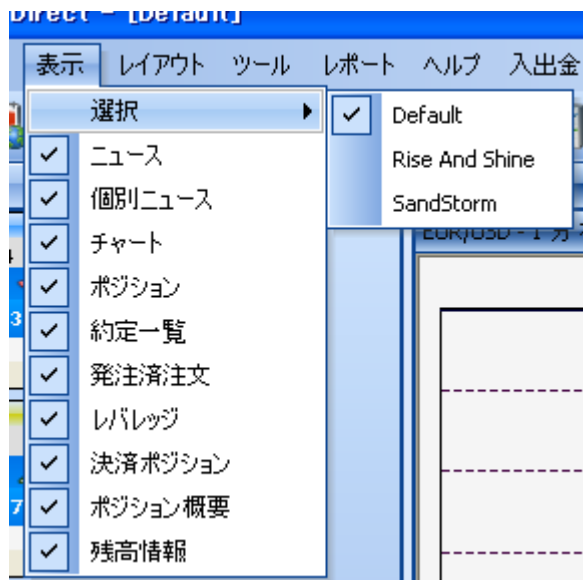 Direct - [Default]
表示 レイアウト ツール レポート ヘルプ 入出金
選択
Default
Rise And Shine
SandStorm
ニュース
個別ニュース
チャート
ポジション
約定一覧
発注済注文
レバレッジ
決済ポジション
ポジション概要
残高情報
EUR/USD - 1 分
4
3
7